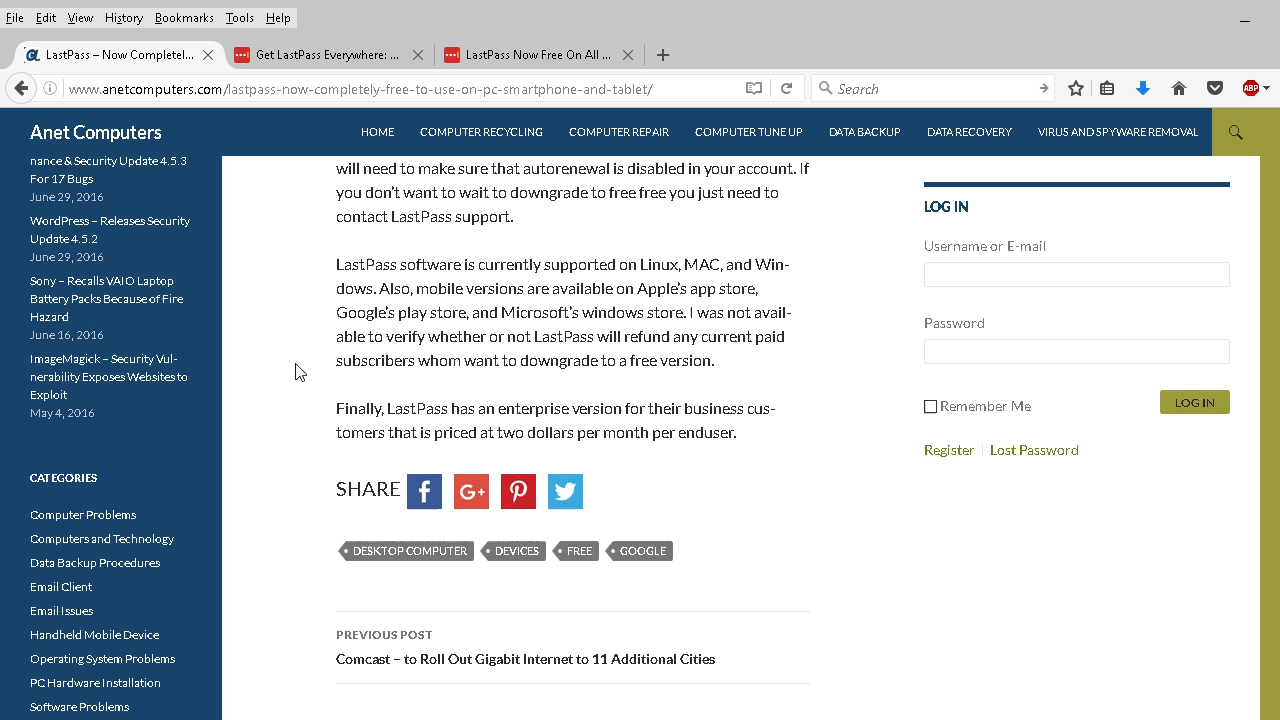 File Edit View History Bookmarks Tools Help
LastPass – Now Completel... Get LastPass Everywhere: ... LastPass Now Free On All ...
www.anetcomputers.com/lastpass-now-completely-free-to-use-on-pc-smartphone-and-tablet/ Search ABP
Anet Computers HOME COMPUTER RECYCLING COMPUTER REPAIR COMPUTER TUNE UP DATA BACKUP DATA RECOVERY VIRUS AND SPYWARE REMOVAL
nance & Security Update 4.5.3
For 17 Bugs
June 29, 2016
WordPress – Releases Security
Update 4.5.2
June 29, 2016
Sony – Recalls VAIO Laptop
Battery Packs Because of Fire
Hazard
June 16, 2016
ImageMagick – Security Vul-
nerability Exposes Websites to
Exploit
May 4, 2016
CATEGORIES
Computer Problems
Computers and Technology
Data Backup Procedures
Email Client
Email Issues
Handheld Mobile Device
Operating System Problems
PC Hardware Installation
Software Problems
will need to make sure that autorenewal is disabled in your account. If
you don't want to wait to downgrade to free free you just need to
contact LastPass support.
LastPass software is currently supported on Linux, MAC, and Win-
dows. Also, mobile versions are available on Apple's app store,
Google's play store, and Microsoft's windows store. I was not avail-
able to verify whether or not LastPass will refund any current paid
subscribers whom want to downgrade to a free version.
Finally, LastPass has an enterprise version for their business cus-
tomers that is priced at two dollars per month per enduser.
SHARE
DESKTOP COMPUTER DEVICES FREE GOOGLE
PREVIOUS POST
Comcast – to Roll Out Gigabit Internet to 11 Additional Cities
LOG IN
Username or E-mail
Password
Remember Me LOG IN
Register Lost Password